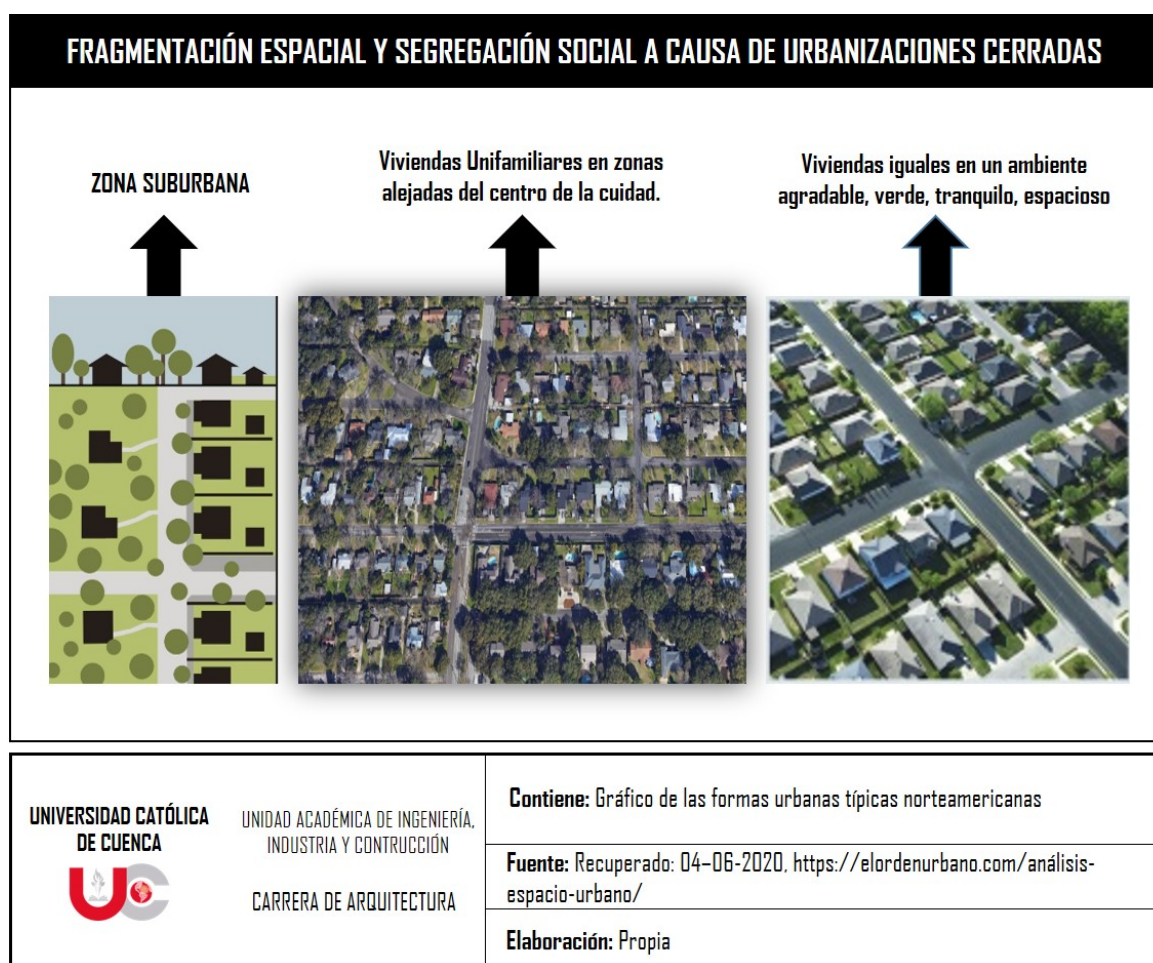 FRAGMENTACIÓN ESPACIAL Y SEGREGACIÓN SOCIAL A CAUSA DE URBANIZACIONES CERRADAS
ZONA SUBURBANA
Viviendas Unifamiliares en zonas
alejadas del centro de la cuidad.
Viviendas iguales en un ambiente
agradable, verde, tranquilo, espacioso
UNIVERSIDAD CATÓLICA
DE CUENCA
UC
UNIDAD ACADÉMICA DE INGENIERÍA,
INDUSTRIA Y CONTRUCCIÓN
CARRERA DE ARQUITECTURA
Contiene: Gráfico de las formas urbanas típicas norteamericanas
Fuente: Recuperado: 04–06-2020, https://elordenurbano.com/análisis-
espacio-urbano/
Elaboración: Propia